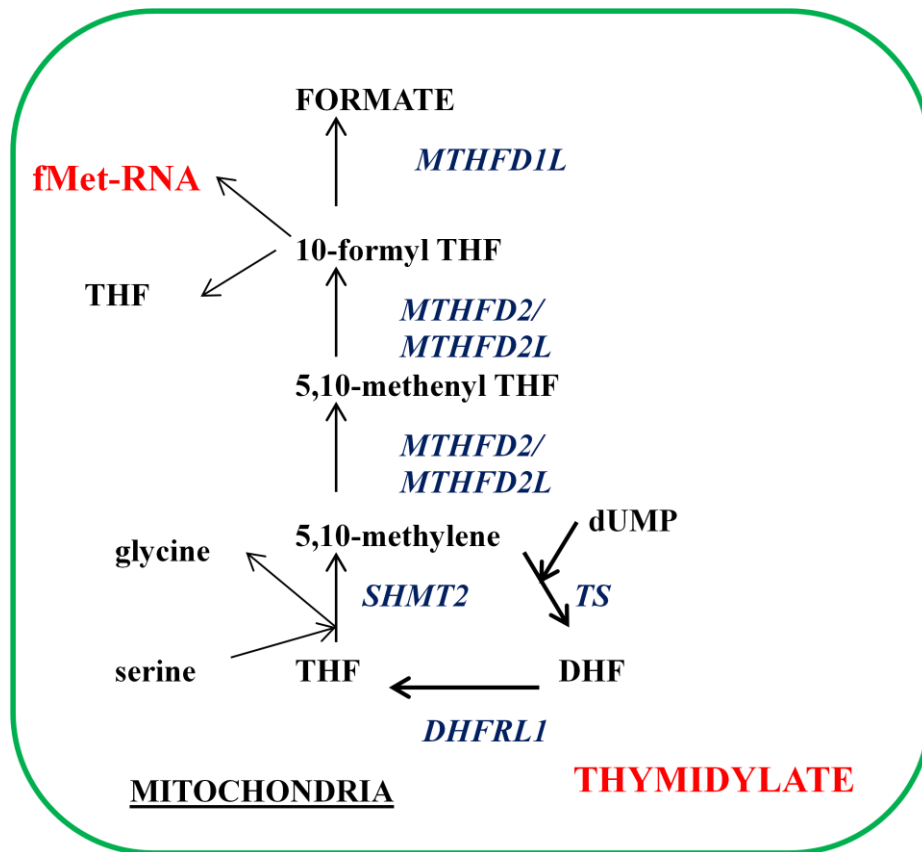 FORMATE
MTHFD1L
fMet-RNA
10-formyl THF
THF
MTHFD2/
MTHFD2L
5,10-methenyl THF
MTHFD2/
MTHFD2L
dUMP
5,10-methylene
glycine
SHMT2
TS
serine
THF
DHF
DHFRL1
THYMIDYLATE
MITOCHONDRIA